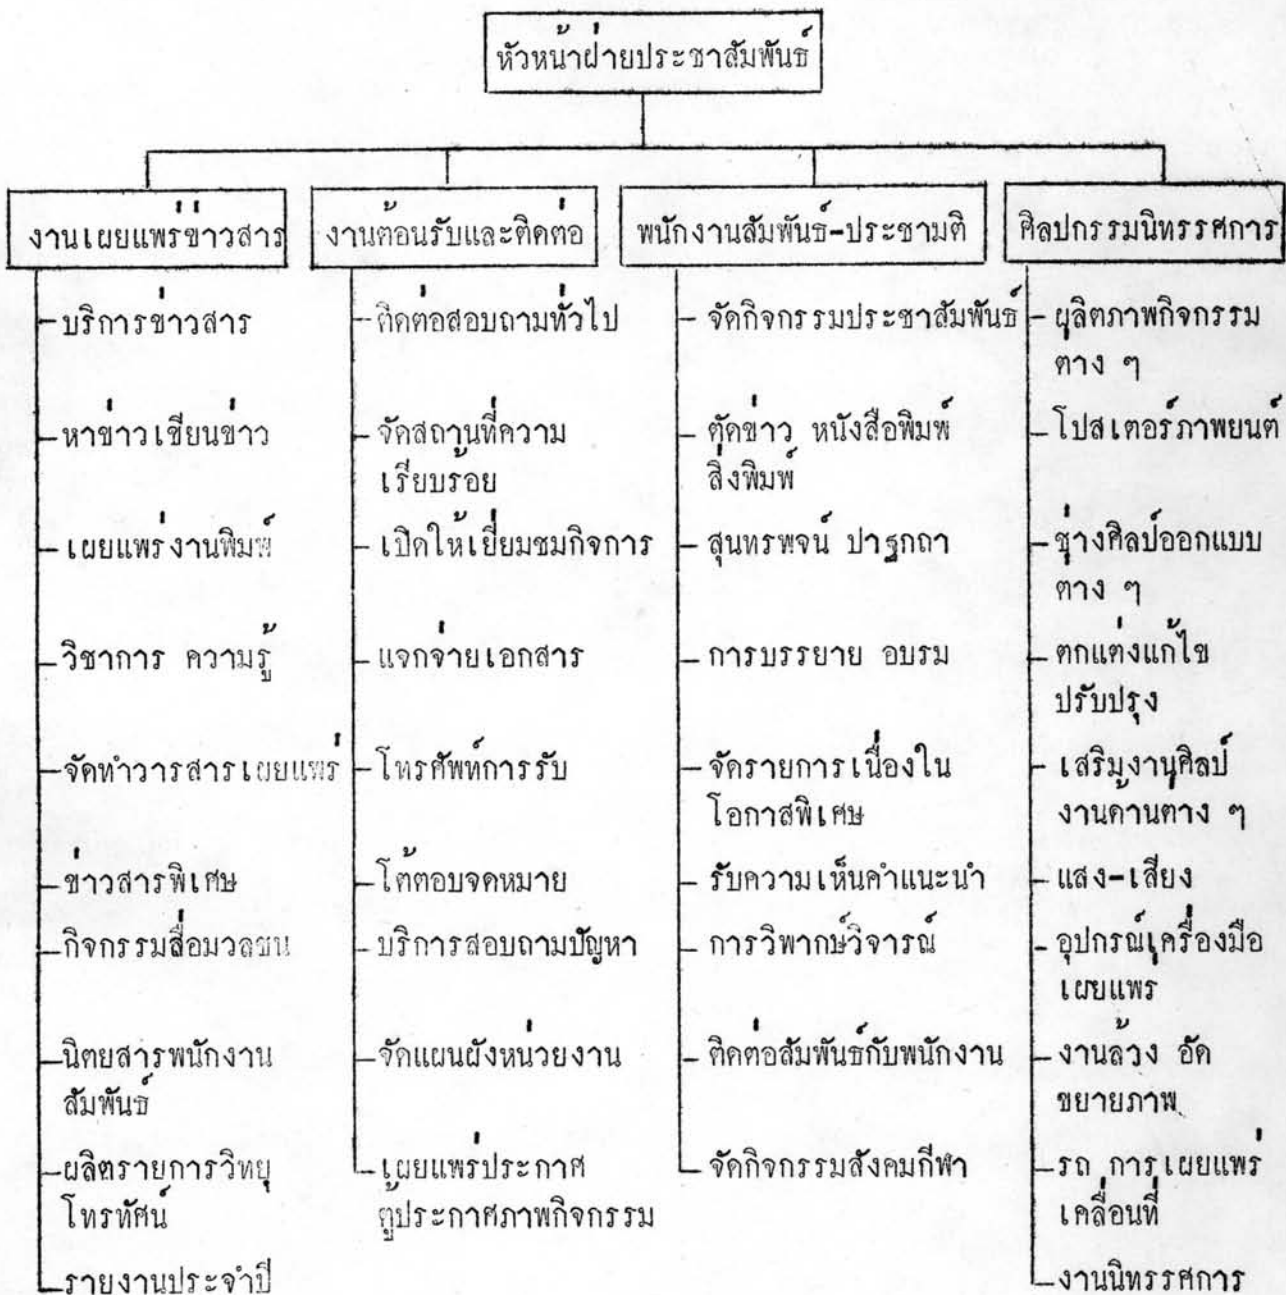 หัวหน้าฝ่ายประชาสัมพันธ์
งานเผยแพร่ข่าวสาร
บริการข่าวสาร
หาข่าว เขียนข่าว
เผยแพร่งานพิมพ์
วิชาการ ความรู้
จัดทำวารสารเผยแพร่
ข่าวสารพิเศษ
กิจกรรมสื่อมวลชน
นิตยสารพนักงาน
สัมพันธ์
ผลิตรายการวิทยุ
โทรทัศน์
รายงานประจำปี
งานต้อนรับและติดต่อ
ติดต่อสอบถามทั่วไป
จัดสถานที่ความ
เรียบร้อย
เปิดให้เยี่ยมชมกิจการ
แจกจ่ายเอกสาร
โทรศัพท์การรับ
โต้ตอบจดหมาย
บริการสอบถามปัญหา
จัดแผนผังหน่วยงาน
เผยแพร่ประกาศ
ตู้ประกาศภาพกิจกรรม
พนักงานสัมพันธ์-ประชามติ
จัดกิจกรรมประชาสัมพันธ์
ตัดข่าว หนังสือพิมพ์
สิ่งพิมพ์
สุนทรพจน์ ปาฐกถา
การบรรยาย อบรม
จัดรายการเนื่องใน
โอกาสพิเศษ
รับความเห็นคำแนะนำ
การวิพากษ์วิจารณ์
ติดต่อสัมพันธ์กับพนักงาน
จัดกิจกรรมสังคมกีฬา
ศิลปกรรมนิทรรศการ
ผลิตภาพกิจกรรม
ต่าง ๆ
โปสเตอร์ภาพยนต์
ช่างศิลป์ออกแบบ
ต่าง ๆ
ตกแต่งแก้ไข
ปรับปรุง
เสริมงานศิลป์
งานด้านต่าง ๆ
แสง-เสียง
อุปกรณ์เครื่องมือ
เผยแพร่
งานล้วง อัด
ขยายภาพ
รถ การเผยแพร่
เคลื่อนที่
งานนิทรรศการ